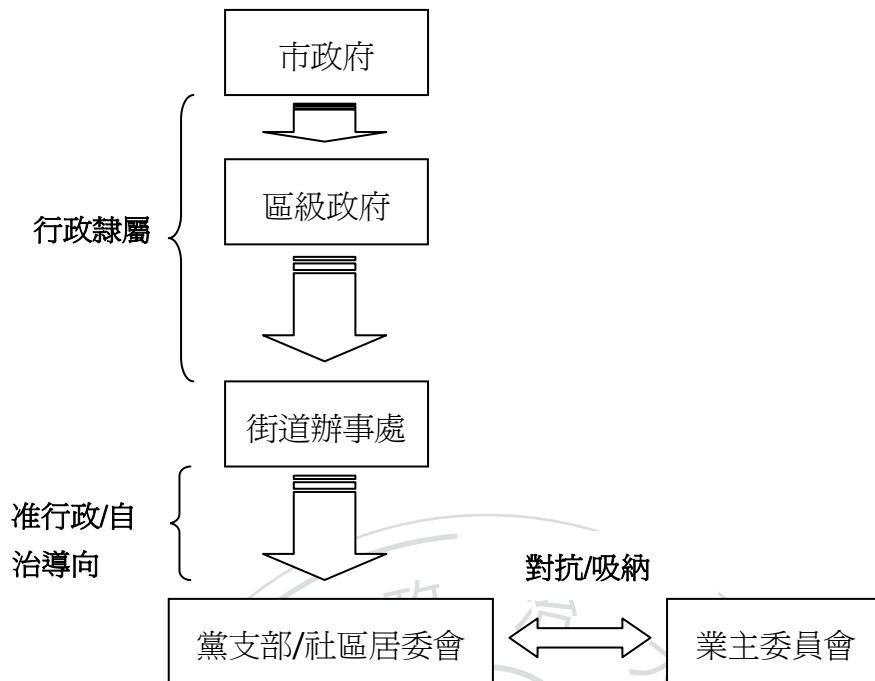 市政府
區級政府
行政隸屬
街道辦事處
准行政/自
治導向
對抗/吸納
黨支部/社區居委會
業主委員會
政
治